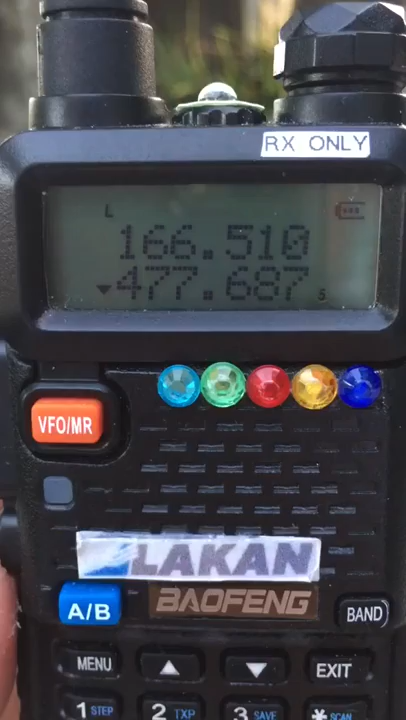 RX ONLY
L
166.510
▼477.687 5
VFO/MR
LAKAN
A/B
BAOFENG
BAND
MENU ▲ ▼ EXIT
1 STEP 2 TXP 3 SAVE * SCAN